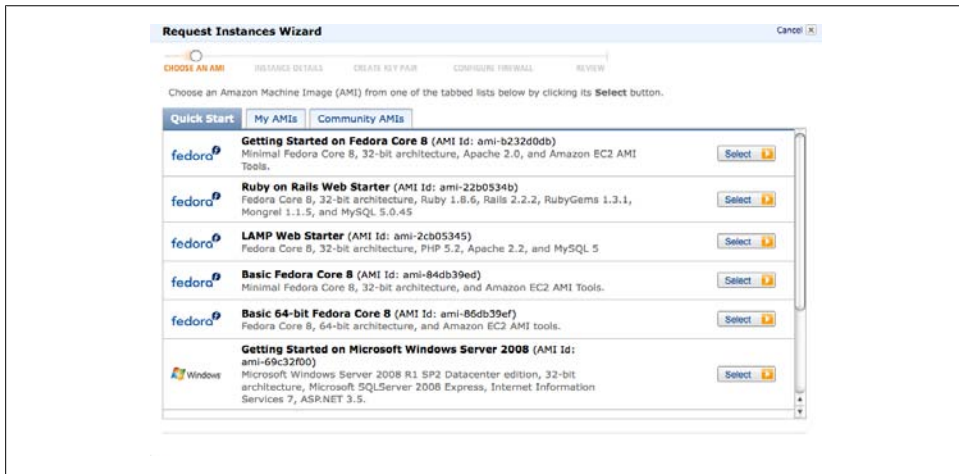 Request Instances Wizard
Cancel
CHOOSE AN AMI INSTANCE DETAILS CREATE KEY PAIR CONFIGURE FIREWALL REVIEW
Choose an Amazon Machine Image (AMI) from one of the tabbed lists below by clicking its Select button.
Quick Start My AMIs Community AMIs
fedora
Getting Started on Fedora Core 8 (AMI Id: ami-b232d0db)
Minimal Fedora Core 8, 32-bit architecture, Apache 2.0, and Amazon EC2 AMI
Tools.
Select
fedora
Ruby on Rails Web Starter (AMI Id: ami-22b0534b)
Fedora Core 8, 32-bit architecture, Ruby 1.8.6, Rails 2.2.2, RubyGems 1.3.1,
Mongrel 1.1.5, and MySQL 5.0.45
Select
fedora
LAMP Web Starter (AMI Id: ami-2cb05345)
Fedora Core 8, 32-bit architecture, PHP 5.2, Apache 2.2, and MySQL 5
Select
fedora
Basic Fedora Core 8 (AMI Id: ami-84db39ed)
Minimal Fedora Core 8, 32-bit architecture, and Amazon EC2 AMI Tools.
Select
fedora
Basic 64-bit Fedora Core 8 (AMI Id: ami-86db39ef)
Fedora Core 8, 64-bit architecture, and Amazon EC2 AMI tools.
Select
Windows
Getting Started on Microsoft Windows Server 2008 (AMI Id:
ami-69c32f00)
Microsoft Windows Server 2008 R1 SP2 Datacenter edition, 32-bit
architecture, Microsoft SQLServer 2008 Express, Internet Information
Services 7, ASP.NET 3.5.
Select